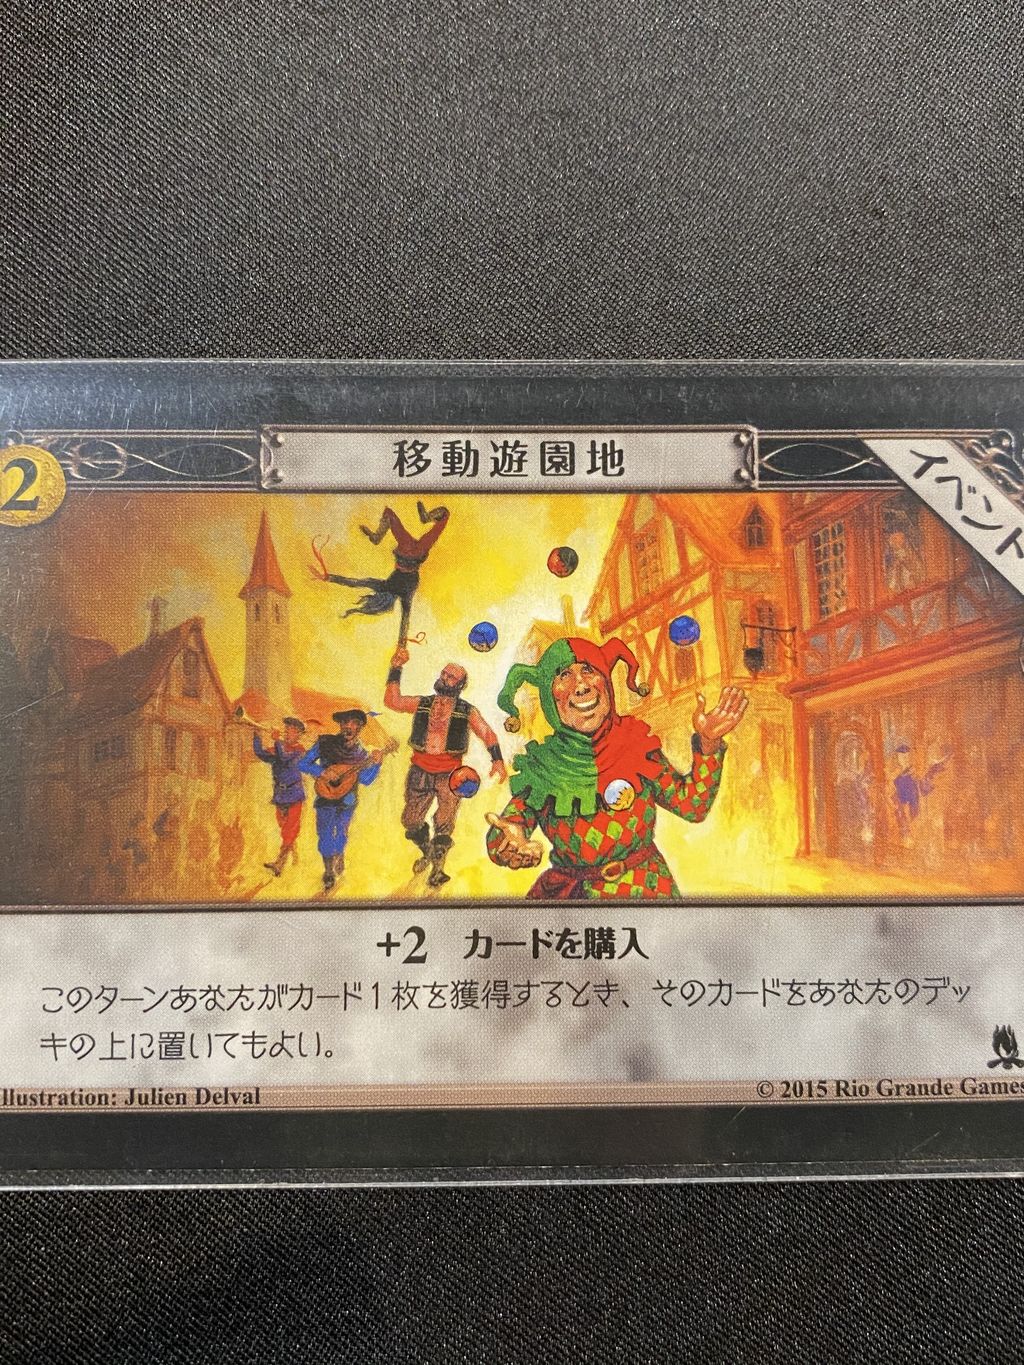 移動遊園地
2
イベント
+2 カードを購入
このターンあなたがカード1枚を獲得するとき、そのカードをあなたのデッ
キの上に置いてもよい。
llustration: Julien Delval
© 2015 Rio Grande Games